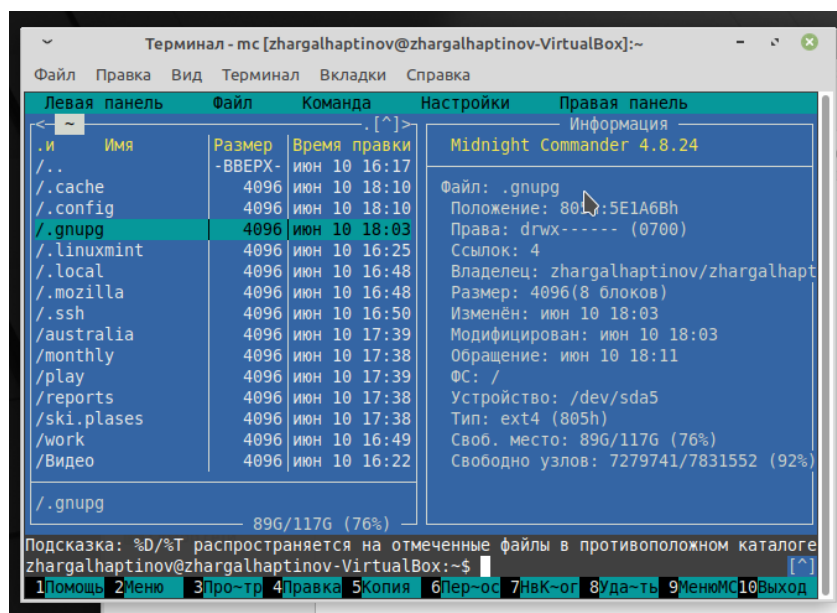 Терминал - mc [zhargalhaptinov@zhargalhaptinov-VirtualBox]:~
Файл Правка Вид Терминал Вкладки Справка
Левая панель Файл Команда Настройки Правая панель
<- ~ .[^]>
.и Имя Размер Время правки
/.. -ВВЕРХ- июн 10 16:17
/.cache 4096 июн 10 18:10
/.config 4096 июн 10 18:10
/.gnupg 4096 июн 10 18:03
/.linuxmint 4096 июн 10 16:25
/.local 4096 июн 10 16:48
/.mozilla 4096 июн 10 16:48
/.ssh 4096 июн 10 16:50
/australia 4096 июн 10 17:39
/monthly 4096 июн 10 17:38
/play 4096 июн 10 17:39
/reports 4096 июн 10 17:38
/ski.plases 4096 июн 10 17:38
/work 4096 июн 10 16:49
/Видео 4096 июн 10 16:22
/.gnupg
89G/117G (76%)
Информация
Midnight Commander 4.8.24
Файл: .gnupg
Положение:
Права: drwx------ (0700)
Ссылок: 4
Владелец: zhargalhaptinov/zhargalhapt
Размер: 4096(8 блоков)
Изменён: июн 10 18:03
Модифицирован: июн 10 18:03
Обращение: июн 10 18:11
ФС: /
Устройство: /dev/sda5
Тип: ext4 (805h)
Своб. место: 89G/117G (76%)
Свободно узлов: 7279741/7831552 (92%)
Подсказка: %D/%T распространяется на отмеченные файлы в противоположном каталоге
zhargalhaptinov@zhargalhaptinov-VirtualBox:~$ [^]
1Помощь 2Меню 3Про~тр 4Правка 5Копия 6Пер~ос 7НвК~ог 8Уда~ть 9МенюMC 10Выход